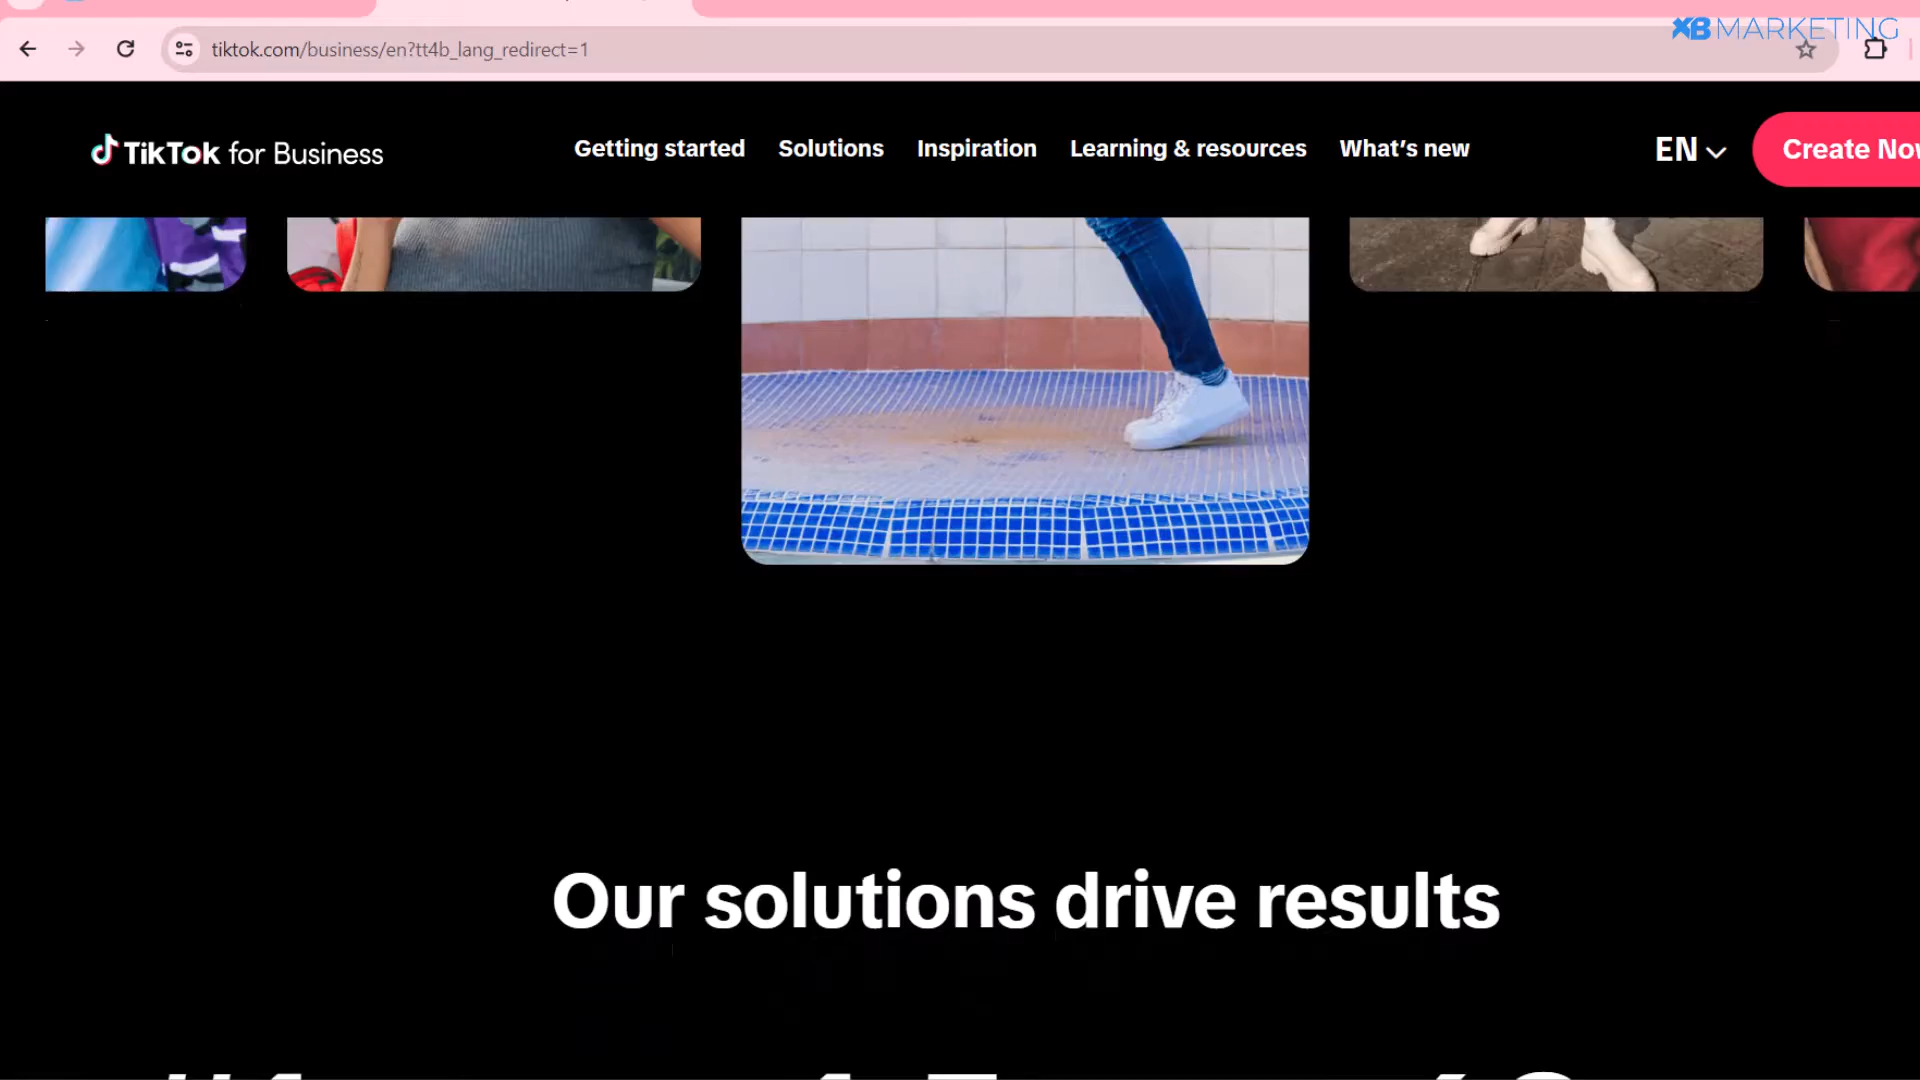 XB MARKETING
tiktok.com/business/en?tt4b_lang_redirect=1
TikTok for Business
Getting started
Solutions
Inspiration
Learning & resources
What's new
EN
Create Now
Our solutions drive results